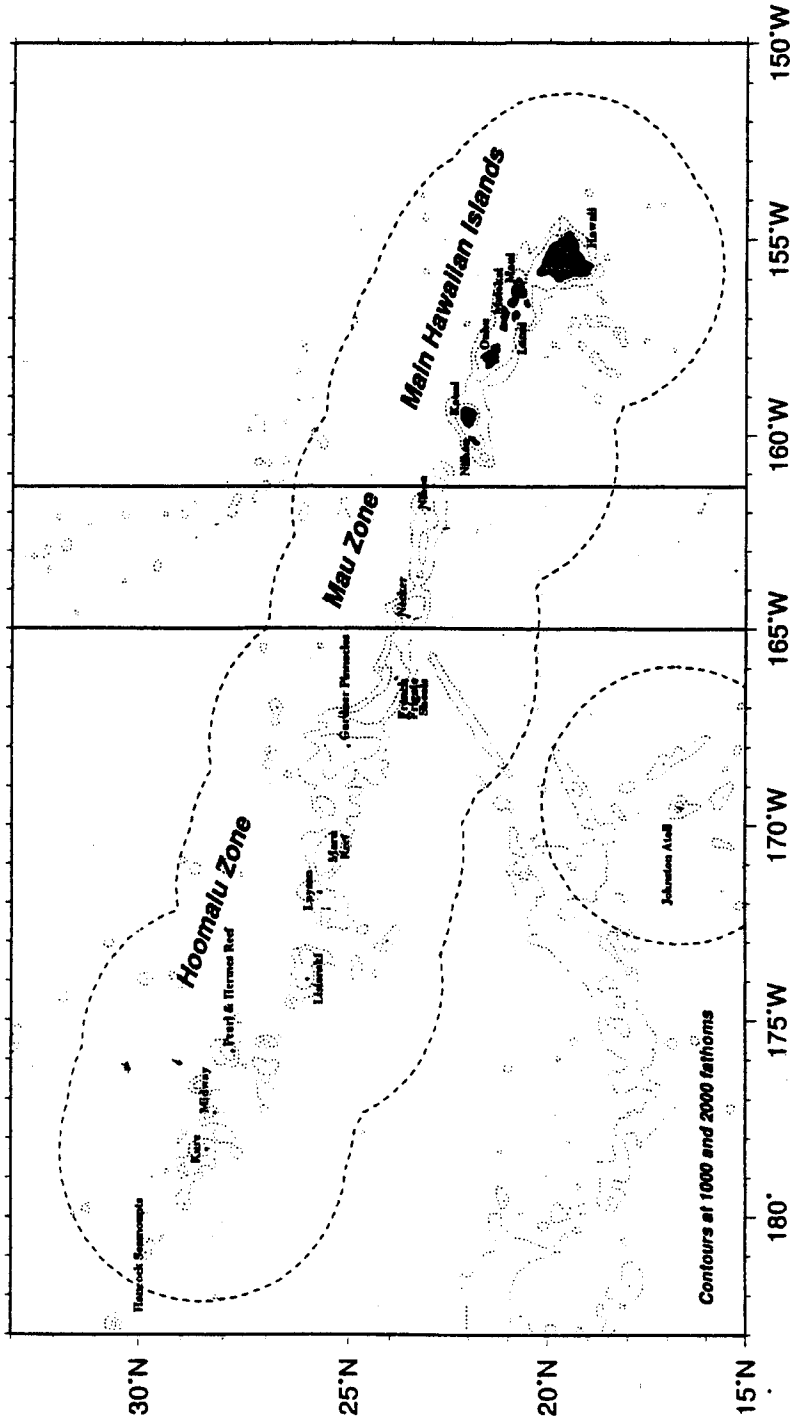 Main Hawaiian Islands
Mau Zone
Hoomalu Zone
Hancock Seamounts
Kure
Midway
Pearl & Hermes Reef
Lisianski
Laysan
Maro
Reef
Gardiner Pinnacles
French
Frigate
Shoals
Necker
Nihoa
Niihau
Kauai
Oahu
Molokai
Maui
Lanai
Hawaii
Johnston Atoll
Contours at 1000 and 2000 fathoms
30°N
25°N
20°N
15°N
180°
175°W
170°W
165°W
160°W
155°W
150°W